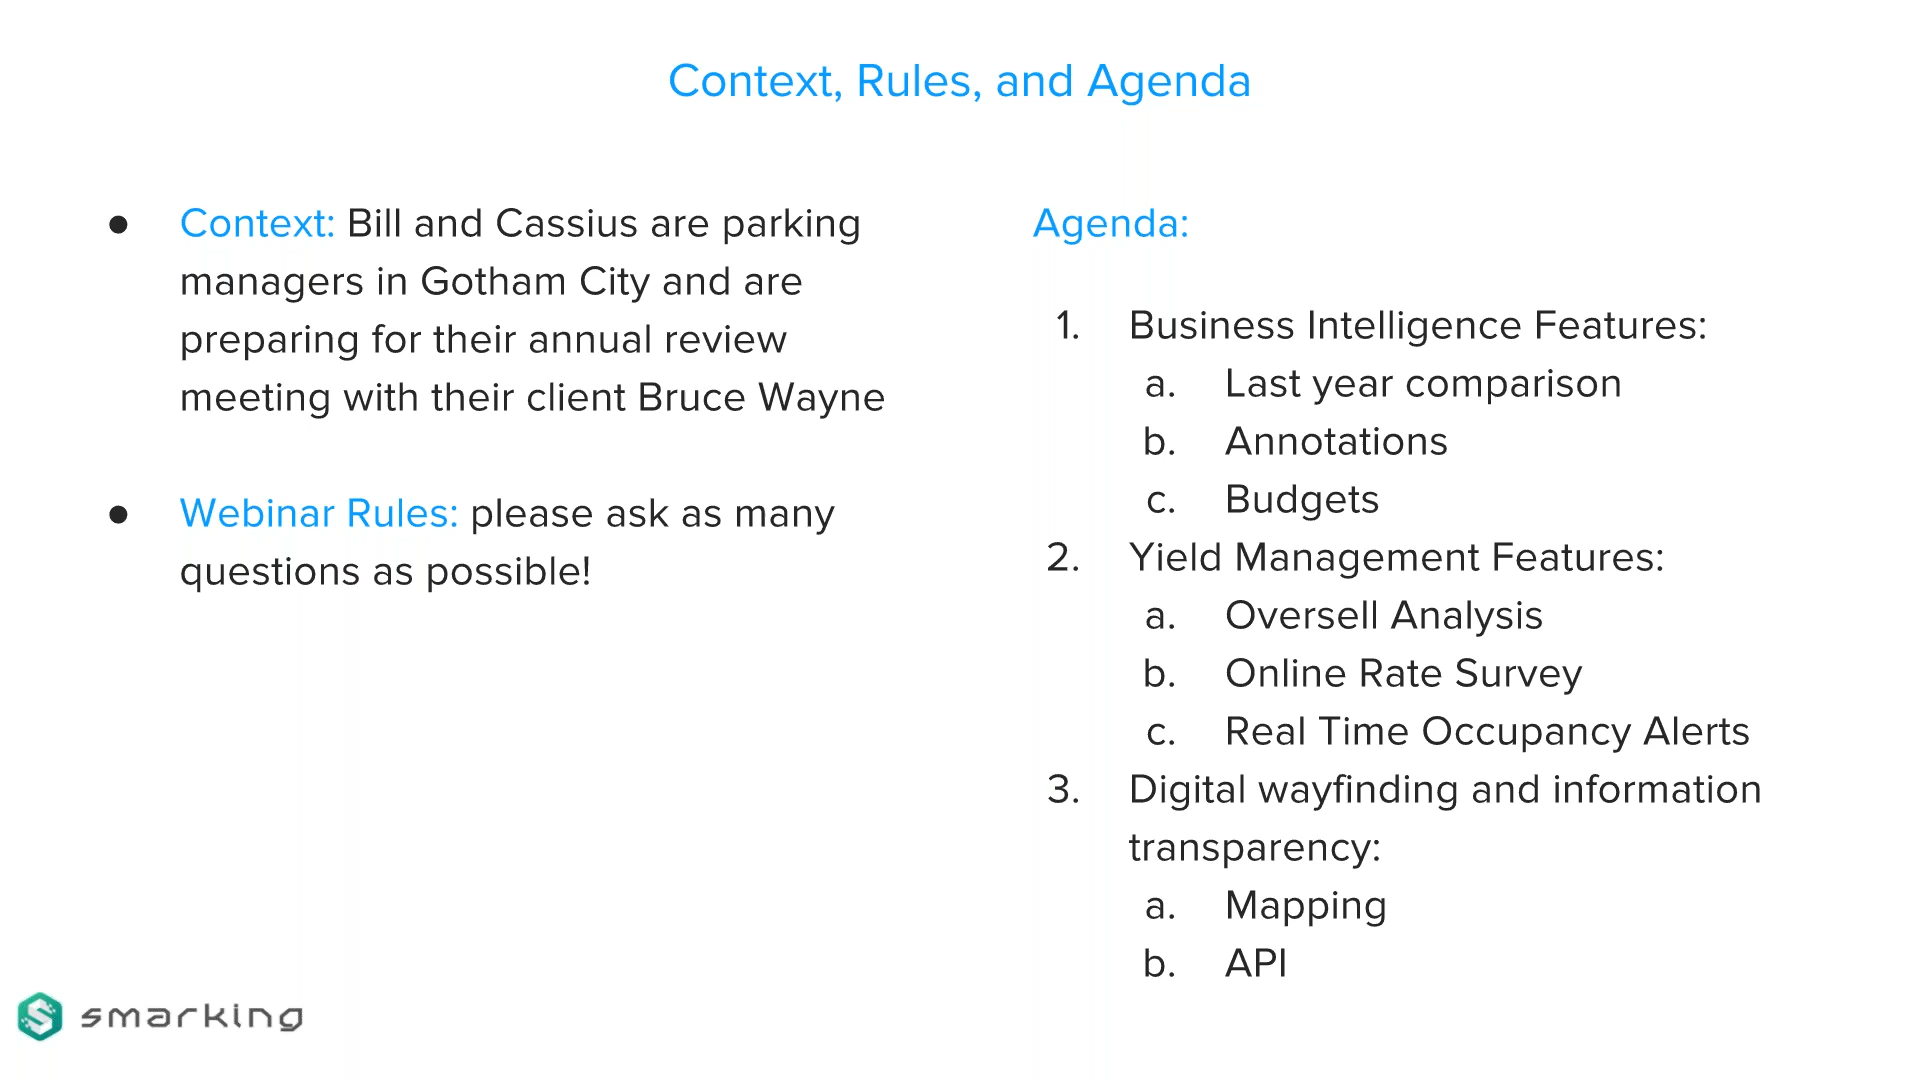 Context, Rules, and Agenda
● Context: Bill and Cassius are parking
managers in Gotham City and are
preparing for their annual review
meeting with their client Bruce Wayne
● Webinar Rules: please ask as many
questions as possible!
Agenda:
1. Business Intelligence Features:
a. Last year comparison
b. Annotations
c. Budgets
2. Yield Management Features:
a. Oversell Analysis
b. Online Rate Survey
c. Real Time Occupancy Alerts
3. Digital wayfinding and information
transparency:
a. Mapping
b. API
smarking